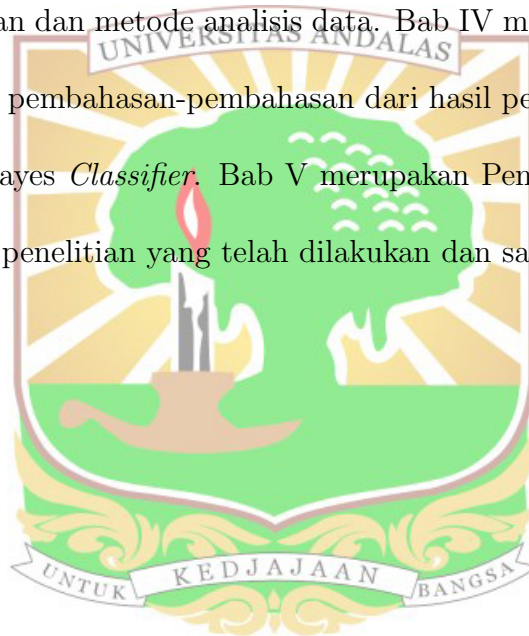 an dan metode analisis data. Bab IV m
UNIVERSITAS ANDALAS
pembahasan-pembahasan dari hasil pe
ayes Classifier. Bab V merupakan Pen
penelitian yang telah dilakukan dan sa
UNTUK KEDJAJAAN BANGSA